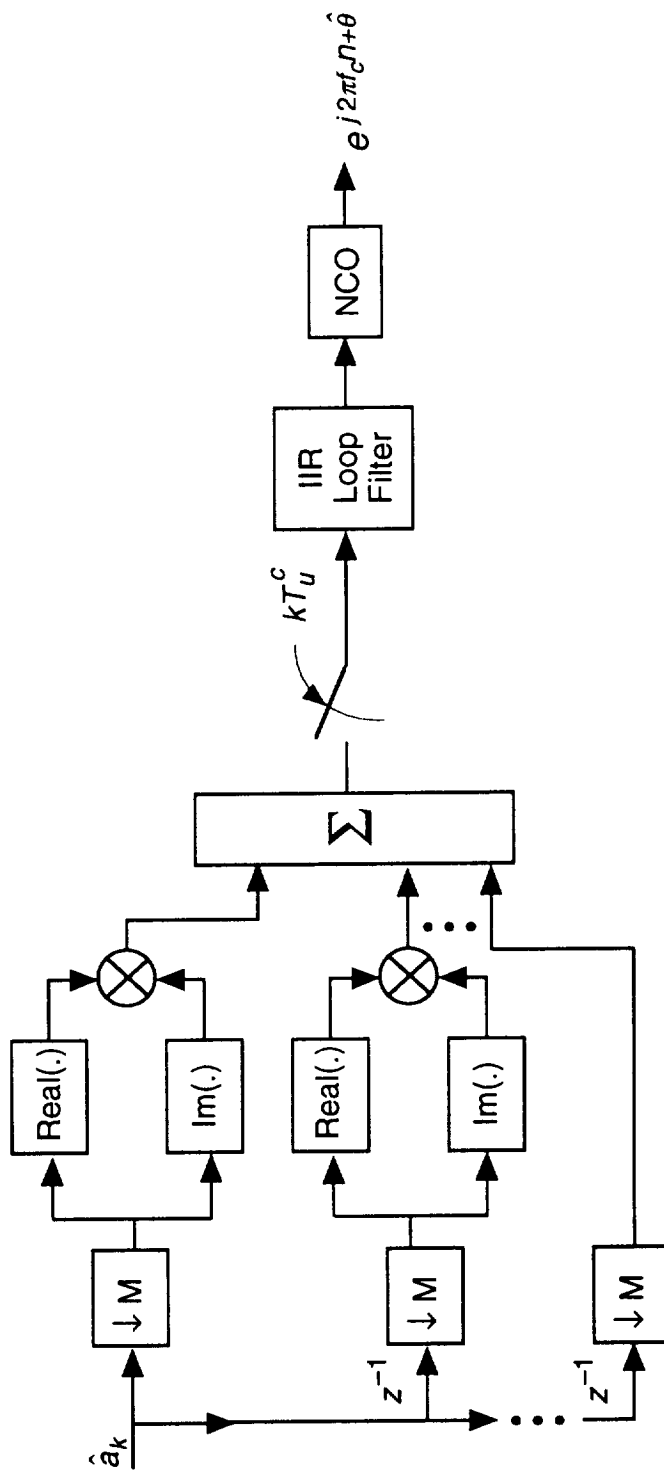 â_k
↓ M
Real(.)
Im(.)
z^{-1}
↓ M
Real(.)
Im(.)
• • •
z^{-1}
↓ M
• • •
Σ
kT_u^c
IIR
Loop
Filter
NCO
e^{j2πf_c n+θ̂}